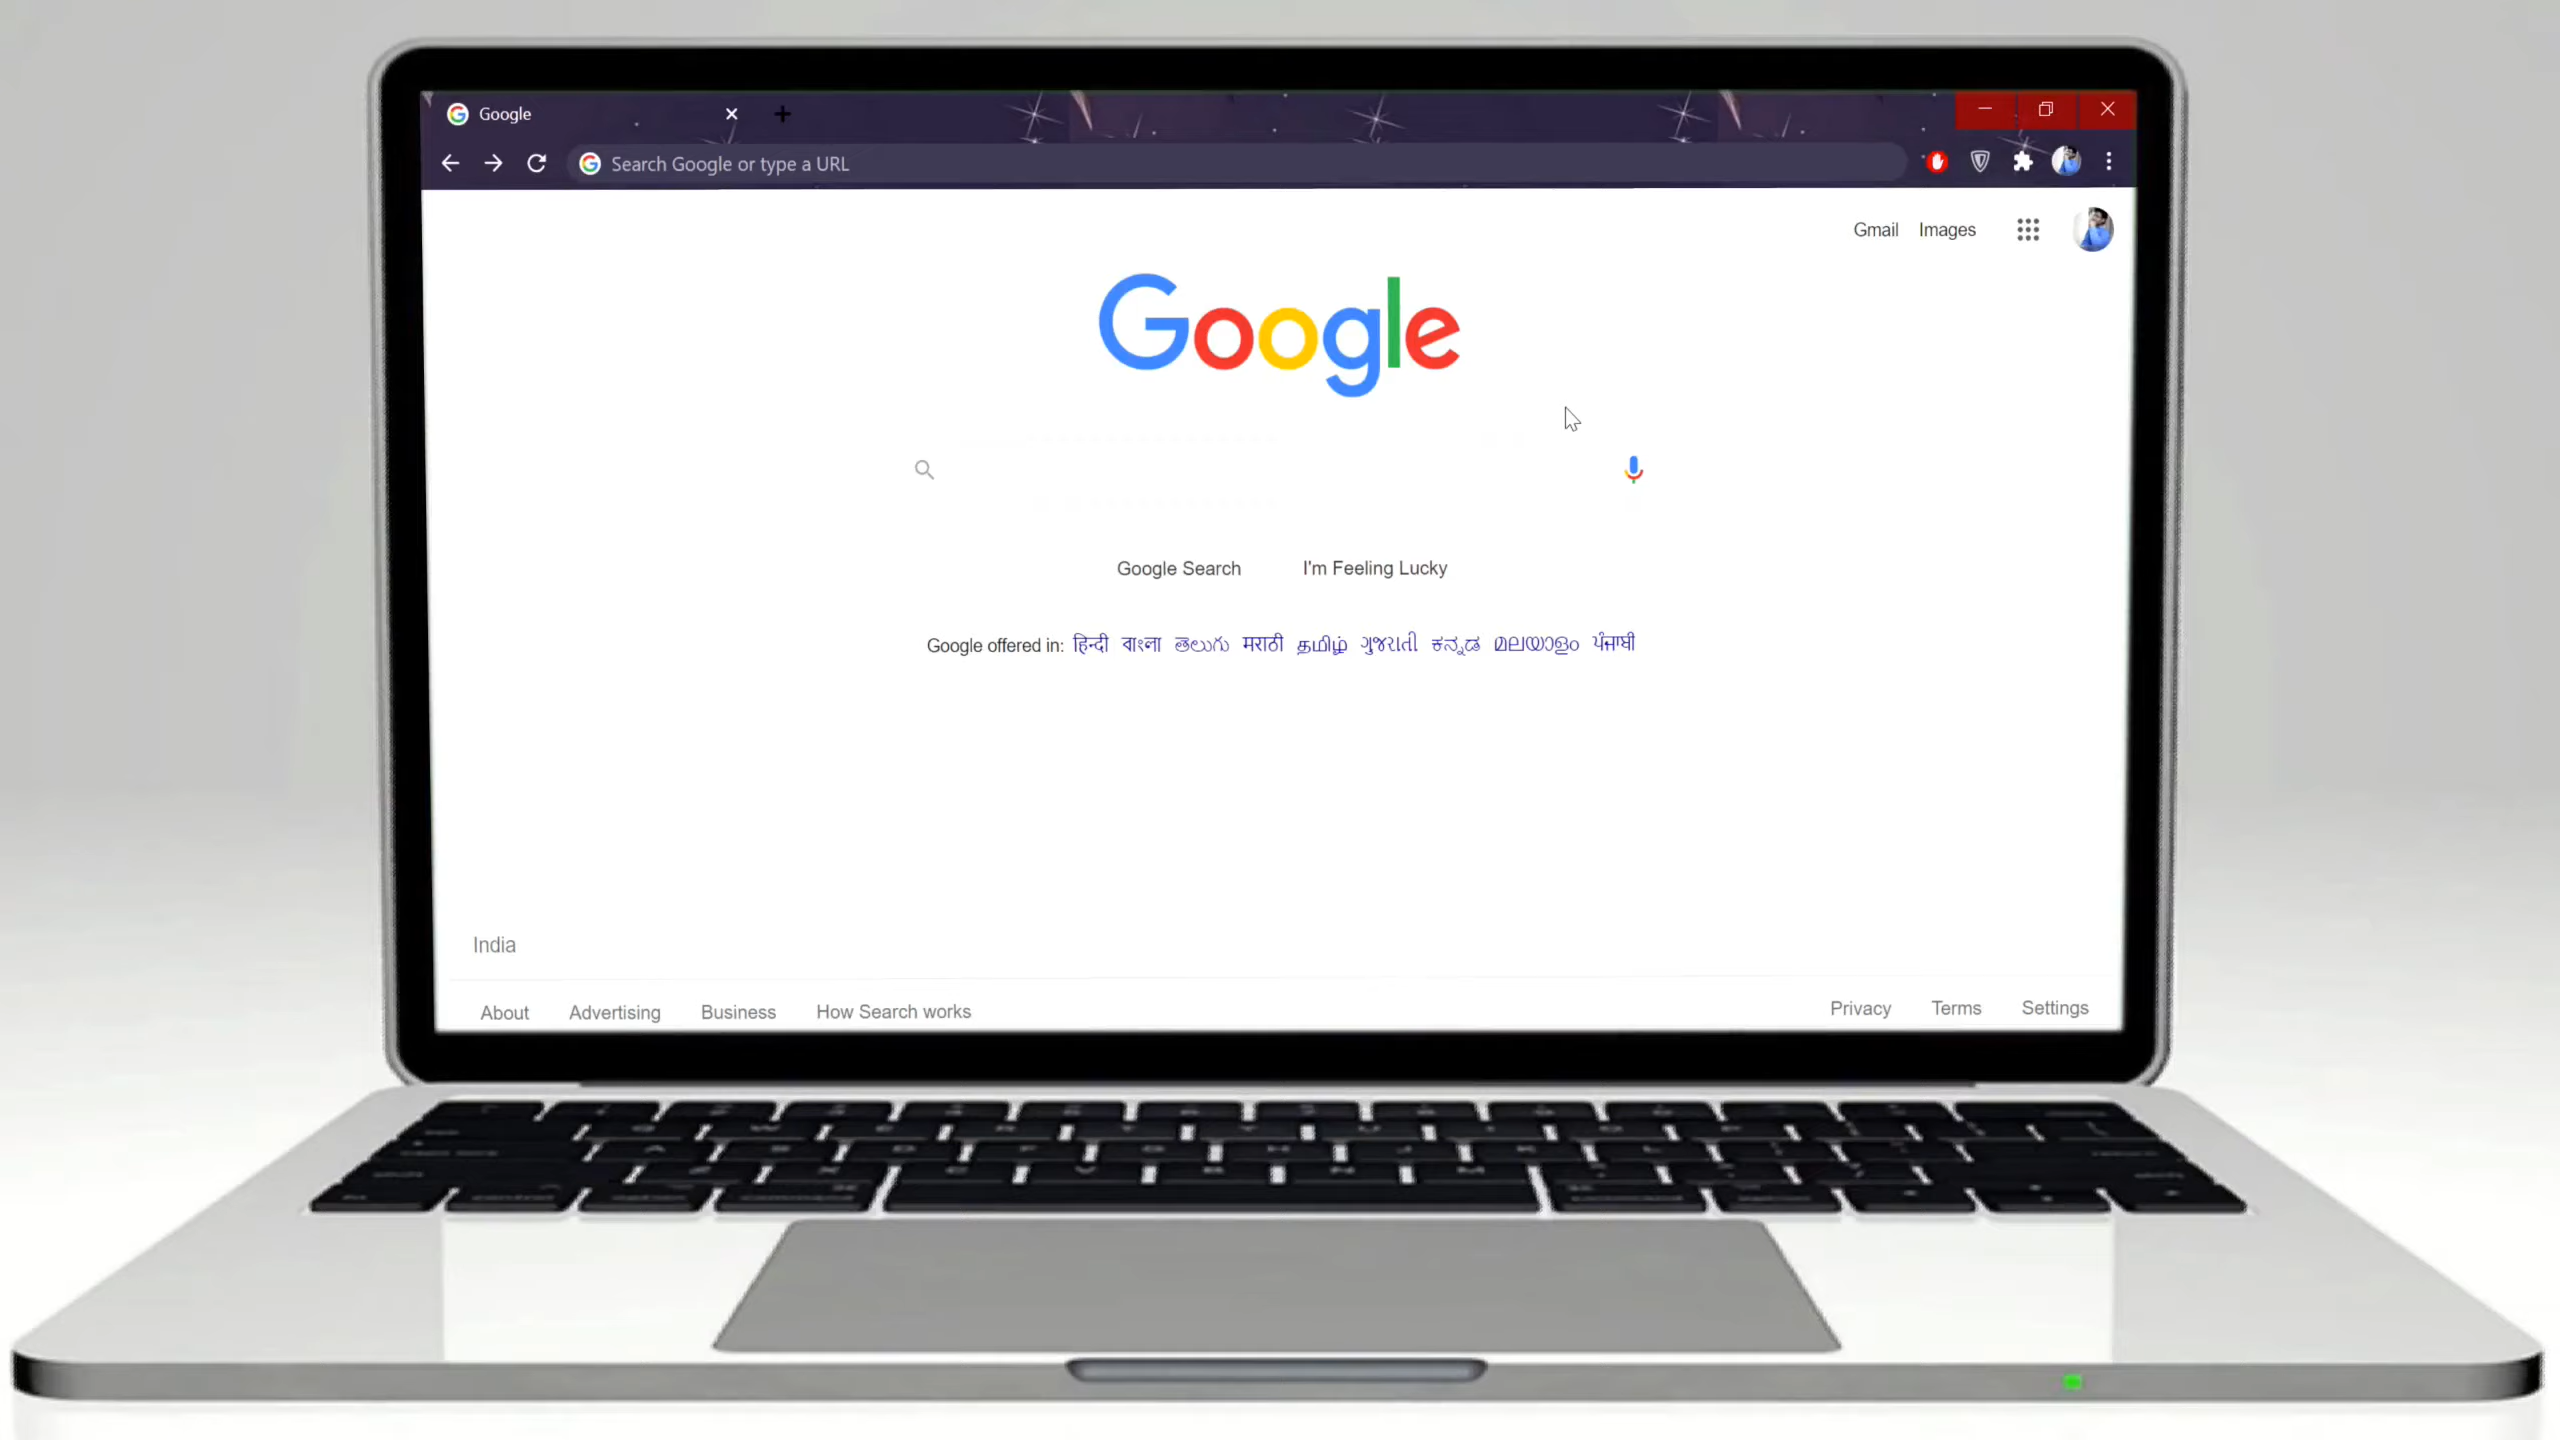 Google
Search Google or type a URL
Gmail Images
Google
Google Search I'm Feeling Lucky
Google offered in: हिन्दी বাংলা తెలుగు मराठी தமிழ் ગુજરાતી ಕನ್ನಡ മലയാളം ਪੰਜਾਬੀ
India
About Advertising Business How Search works Privacy Terms Settings